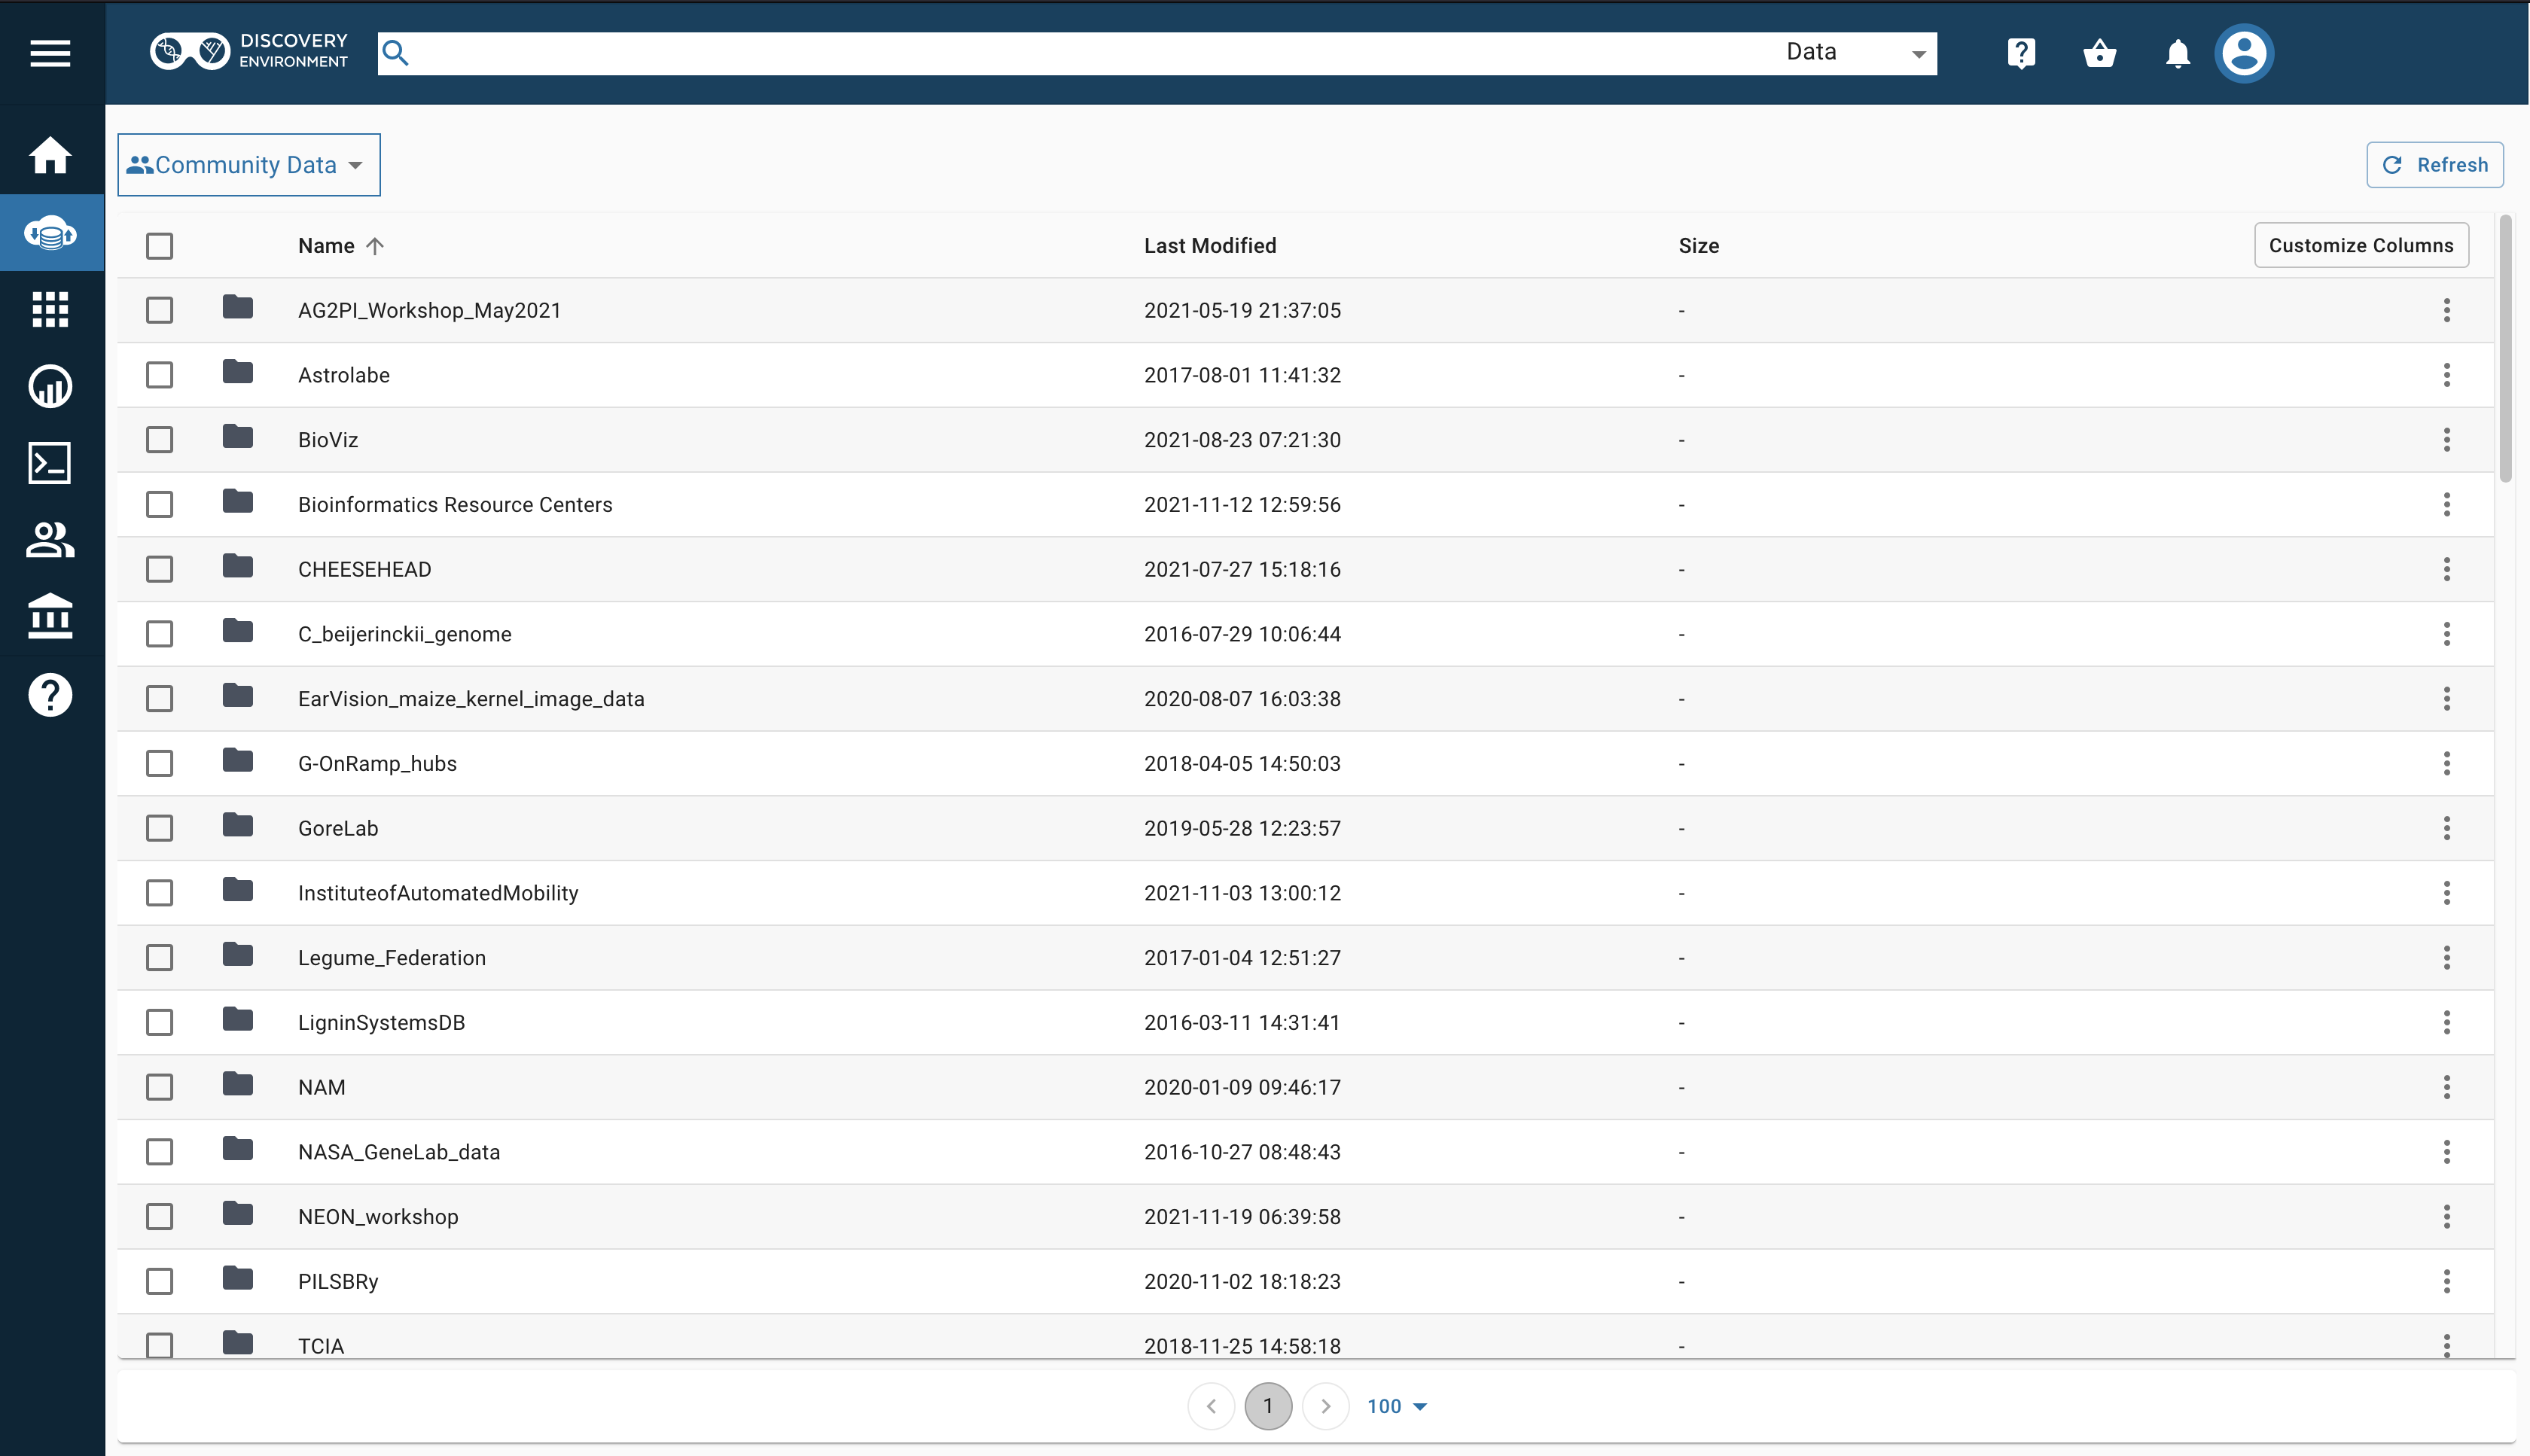 DISCOVERY
ENVIRONMENT
Data
Community Data
Refresh
Name Last Modified Size Customize Columns
AG2PI_Workshop_May2021 2021-05-19 21:37:05 -
Astrolabe 2017-08-01 11:41:32 -
BioViz 2021-08-23 07:21:30 -
Bioinformatics Resource Centers 2021-11-12 12:59:56 -
CHEESEHEAD 2021-07-27 15:18:16 -
C_beijerinckii_genome 2016-07-29 10:06:44 -
EarVision_maize_kernel_image_data 2020-08-07 16:03:38 -
G-OnRamp_hubs 2018-04-05 14:50:03 -
GoreLab 2019-05-28 12:23:57 -
InstituteofAutomatedMobility 2021-11-03 13:00:12 -
Legume_Federation 2017-01-04 12:51:27 -
LigninSystemsDB 2016-03-11 14:31:41 -
NAM 2020-01-09 09:46:17 -
NASA_GeneLab_data 2016-10-27 08:48:43 -
NEON_workshop 2021-11-19 06:39:58 -
PILSBRy 2020-11-02 18:18:23 -
TCIA 2018-11-25 14:58:18 -
1 100